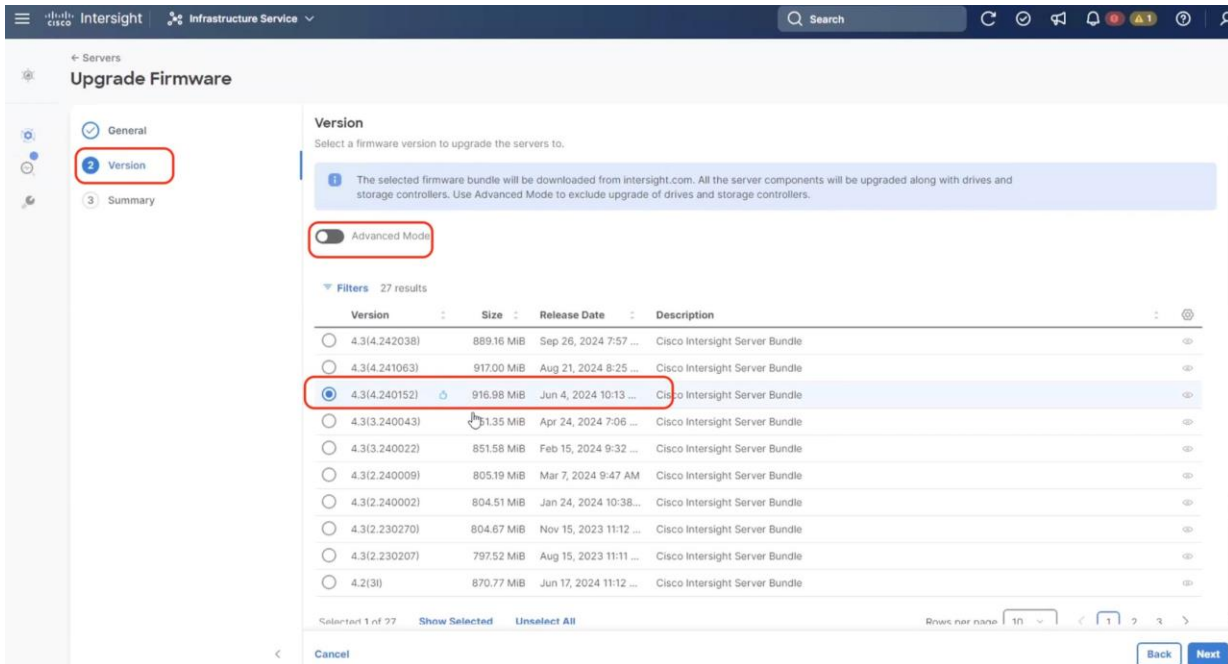 cisco Intersight Infrastructure Service Search 0 1
← Servers
Upgrade Firmware
General
2 Version
3 Summary
Version
Select a firmware version to upgrade the servers to.
The selected firmware bundle will be downloaded from intersight.com. All the server components will be upgraded along with drives and
storage controllers. Use Advanced Mode to exclude upgrade of drives and storage controllers.
Advanced Mode
Filters 27 results
Version Size Release Date Description
4.3(4.242038) 889.16 MiB Sep 26, 2024 7:57 ... Cisco Intersight Server Bundle
4.3(4.241063) 917.00 MiB Aug 21, 2024 8:25 ... Cisco Intersight Server Bundle
4.3(4.240152) 916.98 MiB Jun 4, 2024 10:13 ... Cisco Intersight Server Bundle
4.3(3.240043) MiB Apr 24, 2024 7:06 ... Cisco Intersight Server Bundle
4.3(3.240022) 851.58 MiB Feb 15, 2024 9:32 ... Cisco Intersight Server Bundle
4.3(2.240009) 805.19 MiB Mar 7, 2024 9:47 AM Cisco Intersight Server Bundle
4.3(2.240002) 804.51 MiB Jan 24, 2024 10:38... Cisco Intersight Server Bundle
4.3(2.230270) 804.67 MiB Nov 15, 2023 11:12 ... Cisco Intersight Server Bundle
4.3(2.230207) 797.52 MiB Aug 15, 2023 11:11 ... Cisco Intersight Server Bundle
4.2(3l) 870.77 MiB Jun 17, 2024 11:12 ... Cisco Intersight Server Bundle
Selected 1 of 27 Show Selected Unselect All Rows per page 10 1 2 3
Cancel Back Next